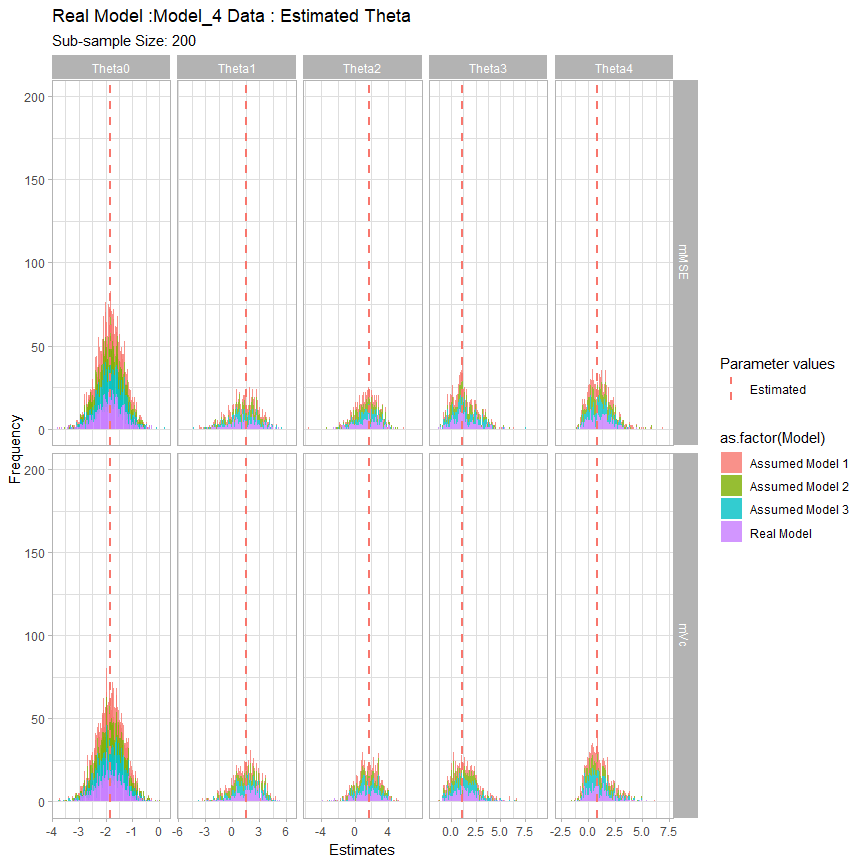 Real Model :Model_4 Data : Estimated Theta
Sub-sample Size: 200
Theta0 Theta1 Theta2 Theta3 Theta4
200
150
100
50
0
mMSE
200
150
100
50
0
mVc
Frequency
-4 -3 -2 -1 0 -6 -3 0 3 6 -4 0 4 0.0 2.5 5.0 7.5 -2.5 0.0 2.5 5.0 7.5
Estimates
Parameter values
Estimated
as.factor(Model)
Assumed Model 1
Assumed Model 2
Assumed Model 3
Real Model